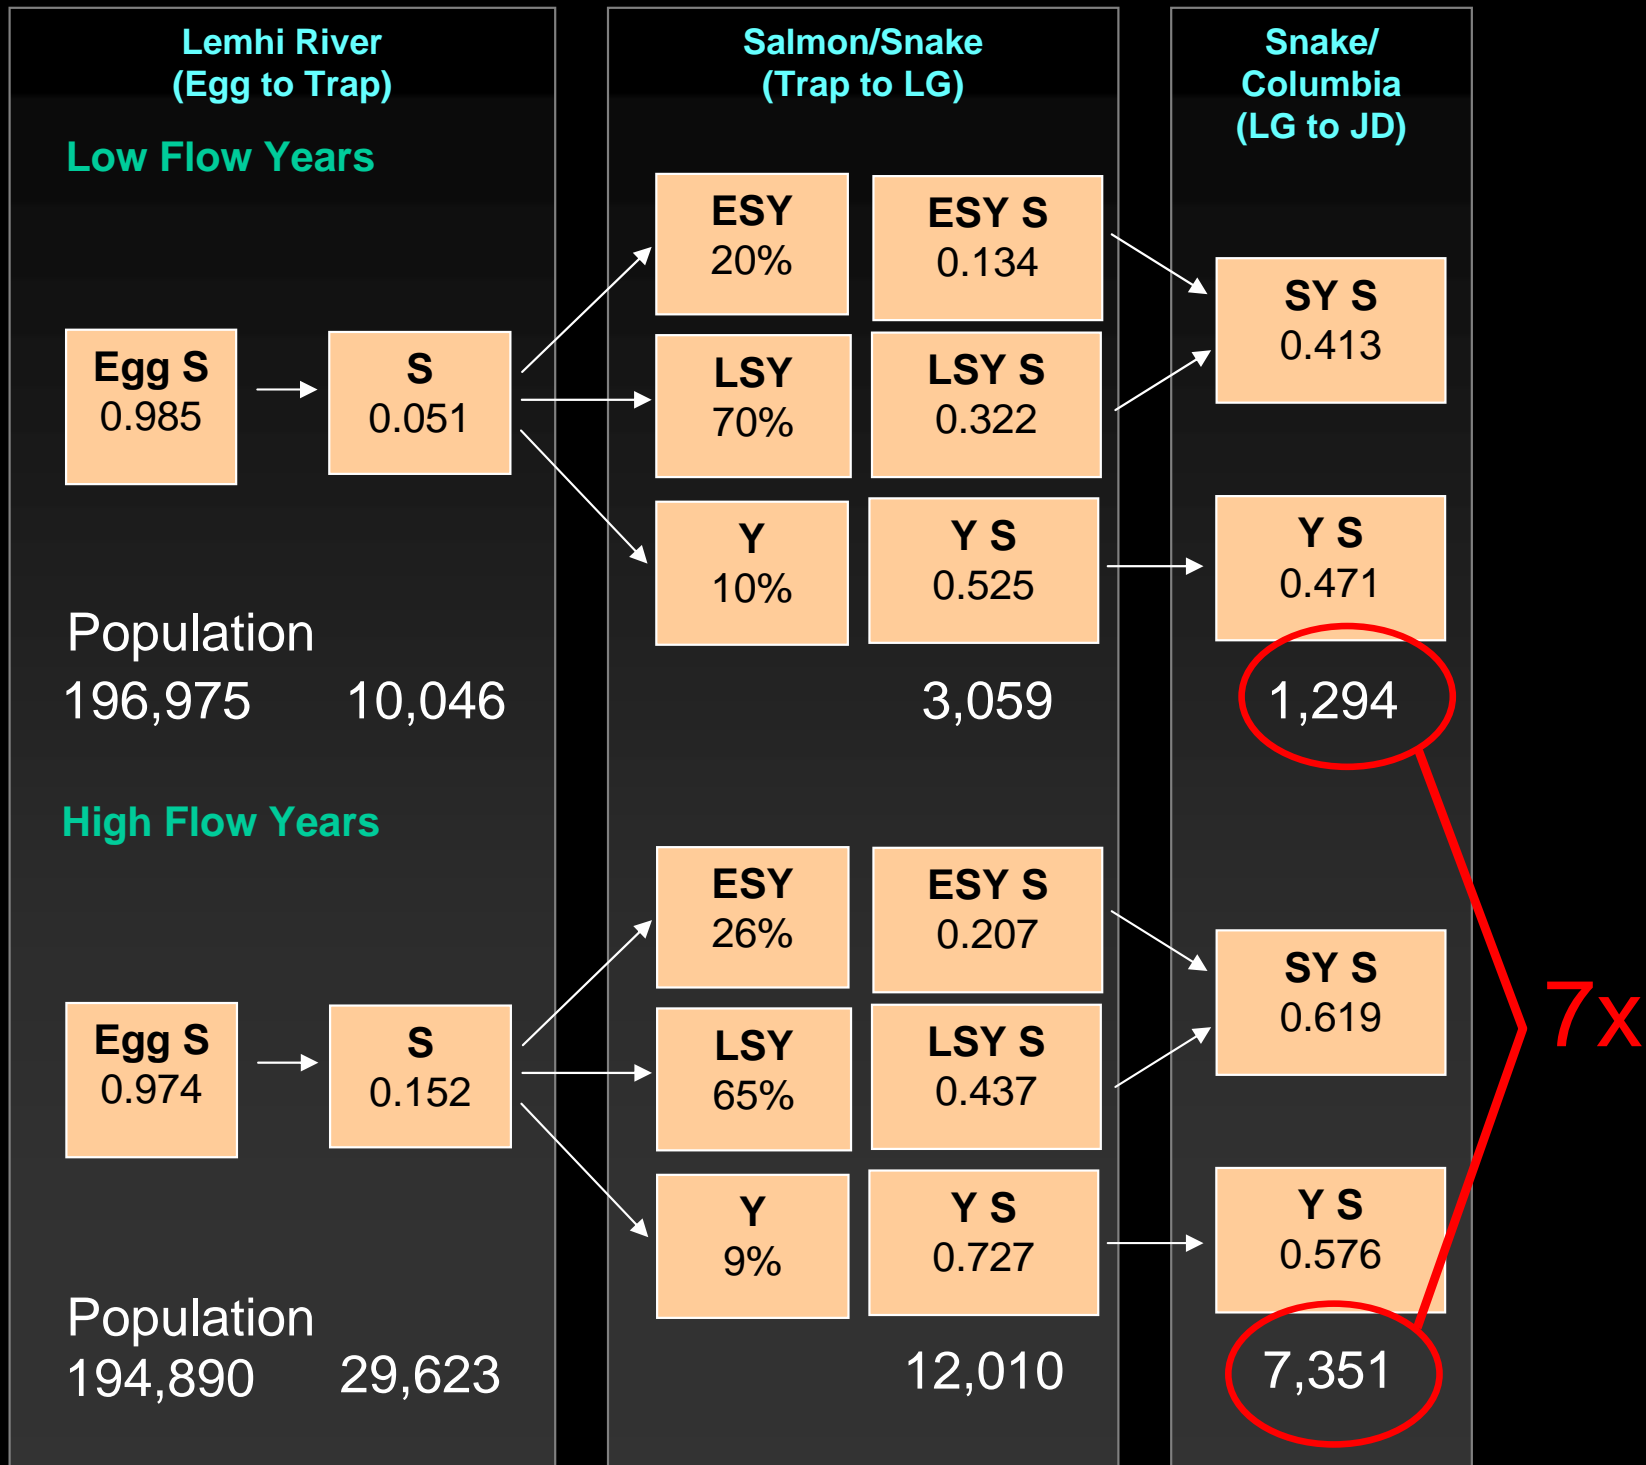 Lemhi River
(Egg to Trap)
Salmon/Snake
(Trap to LG)
Snake/
Columbia
(LG to JD)
Low Flow Years
Egg S
0.985
S
0.051
ESY
20%
ESY S
0.134
LSY
70%
LSY S
0.322
Y
10%
Y S
0.525
SY S
0.413
Y S
0.471
Population
196,975
10,046
3,059
1,294
High Flow Years
Egg S
0.974
S
0.152
ESY
26%
ESY S
0.207
LSY
65%
LSY S
0.437
Y
9%
Y S
0.727
SY S
0.619
Y S
0.576
Population
194,890
29,623
12,010
7,351
7x